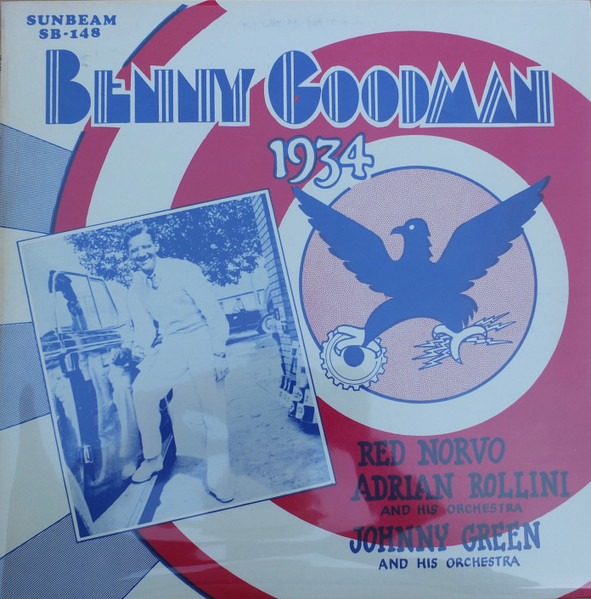 SUNBEAM
SB-148
BENNY GOODMAN
1934
RED NORVO
ADRIAN ROLLINI
AND HIS ORCHESTRA
JOHNNY GREEN
AND HIS ORCHESTRA